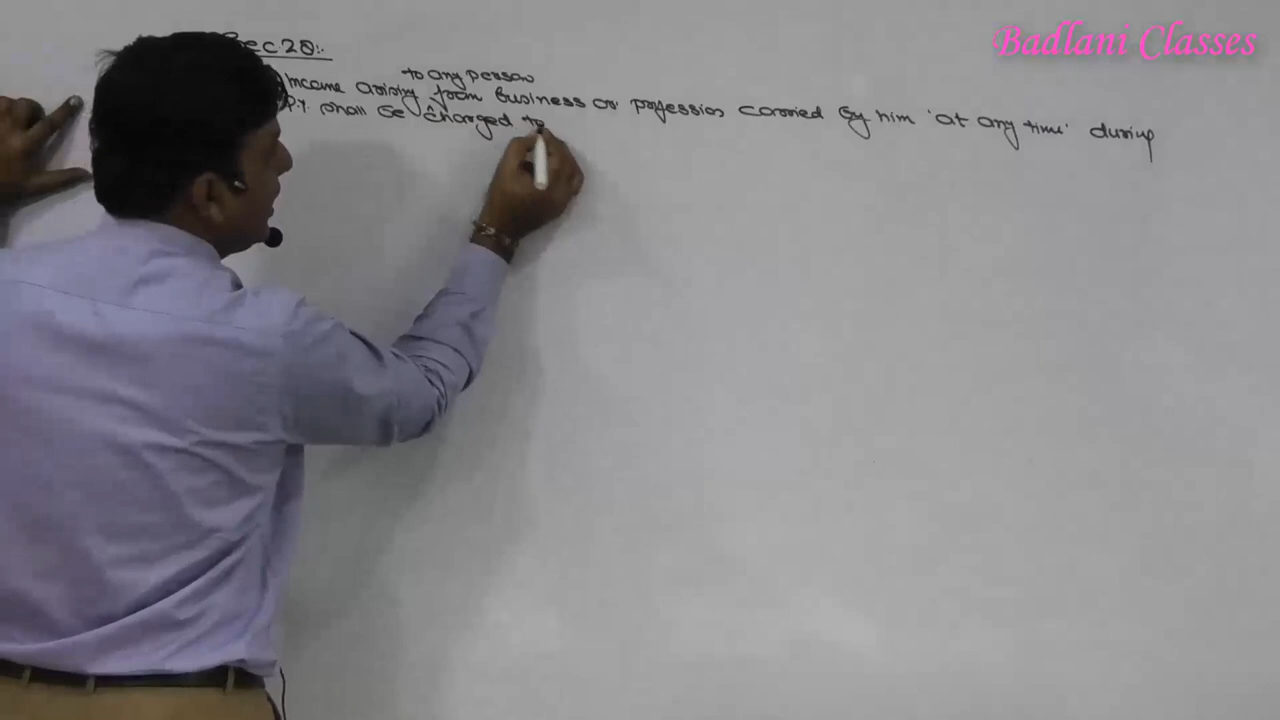 Badlani Classes
Sec 28:-
to any person
Income arising from business or profession carried by him 'at any time' during
P.Y. shall be charged to